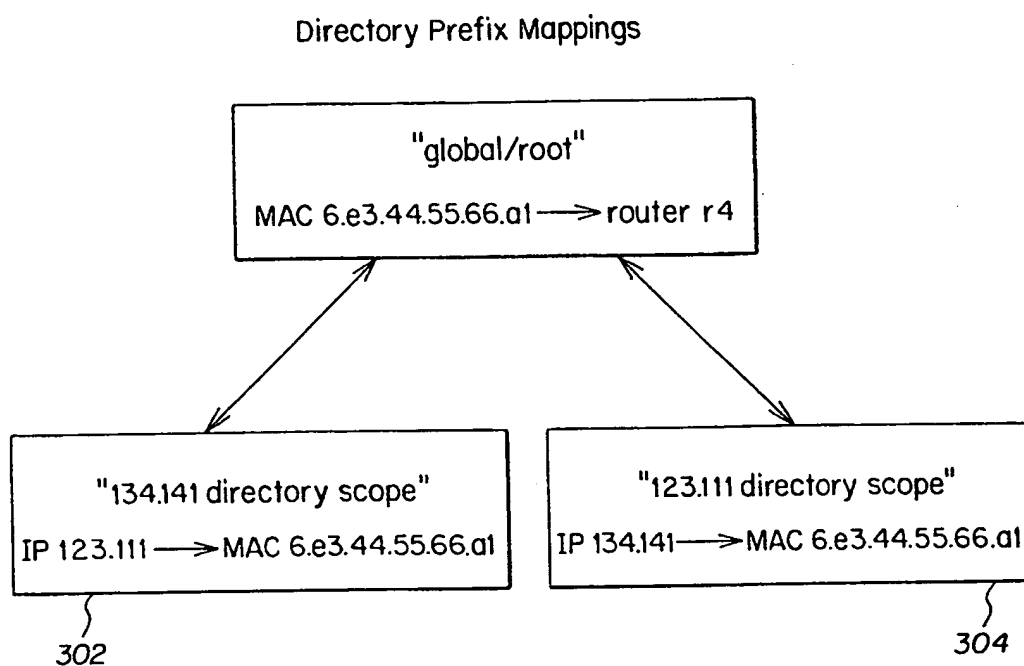 Directory Prefix Mappings
"global/root"
MAC 6.e3.44.55.66.a1 → router r4
"134.141 directory scope"
IP 123.111 → MAC 6.e3.44.55.66.a1
"123.111 directory scope"
IP 134.141 → MAC 6.e3.44.55.66.a1
302
304